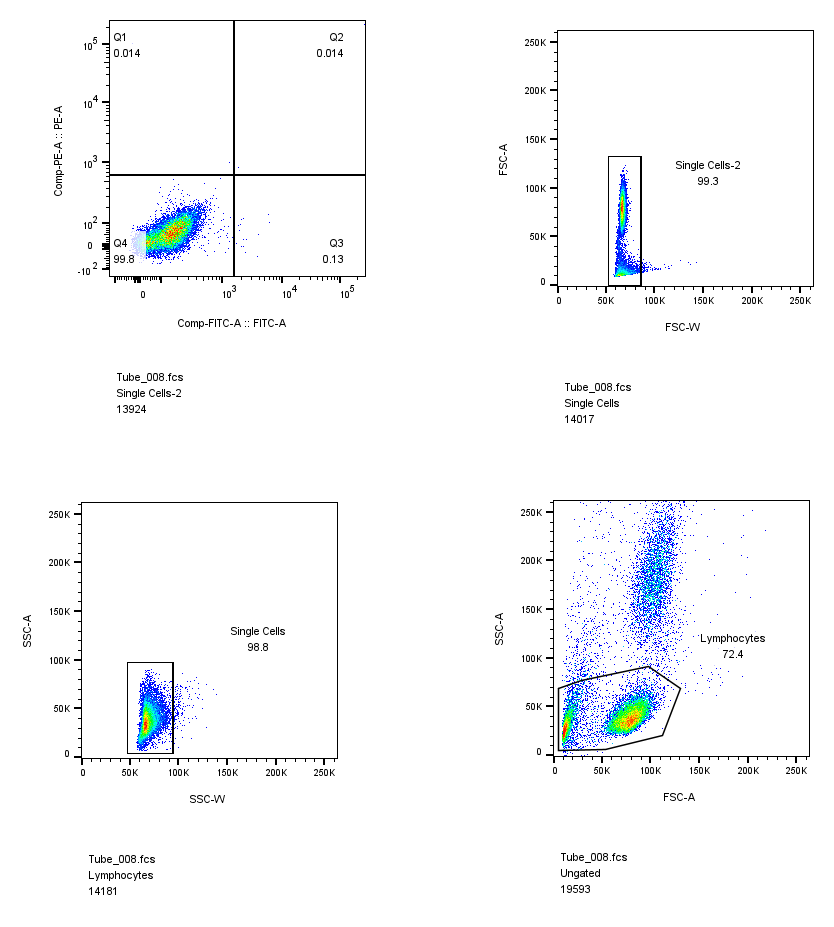 Q1
0.014
Q2
0.014
Q4
99.8
Q3
0.13
10^5
10^4
10^3
10^2
0
-10^2
Comp-PE-A :: PE-A
0
10^3
10^4
10^5
Comp-FITC-A :: FITC-A
Tube_008.fcs
Single Cells-2
13924
250K
200K
150K
100K
50K
0
FSC-A
Single Cells-2
99.3
0
50K
100K
150K
200K
250K
FSC-W
Tube_008.fcs
Single Cells
14017
250K
200K
150K
100K
50K
0
SSC-A
Single Cells
98.8
0
50K
100K
150K
200K
250K
SSC-W
Tube_008.fcs
Lymphocytes
14181
250K
200K
150K
100K
50K
0
SSC-A
Lymphocytes
72.4
0
50K
100K
150K
200K
250K
FSC-A
Tube_008.fcs
Ungated
19593